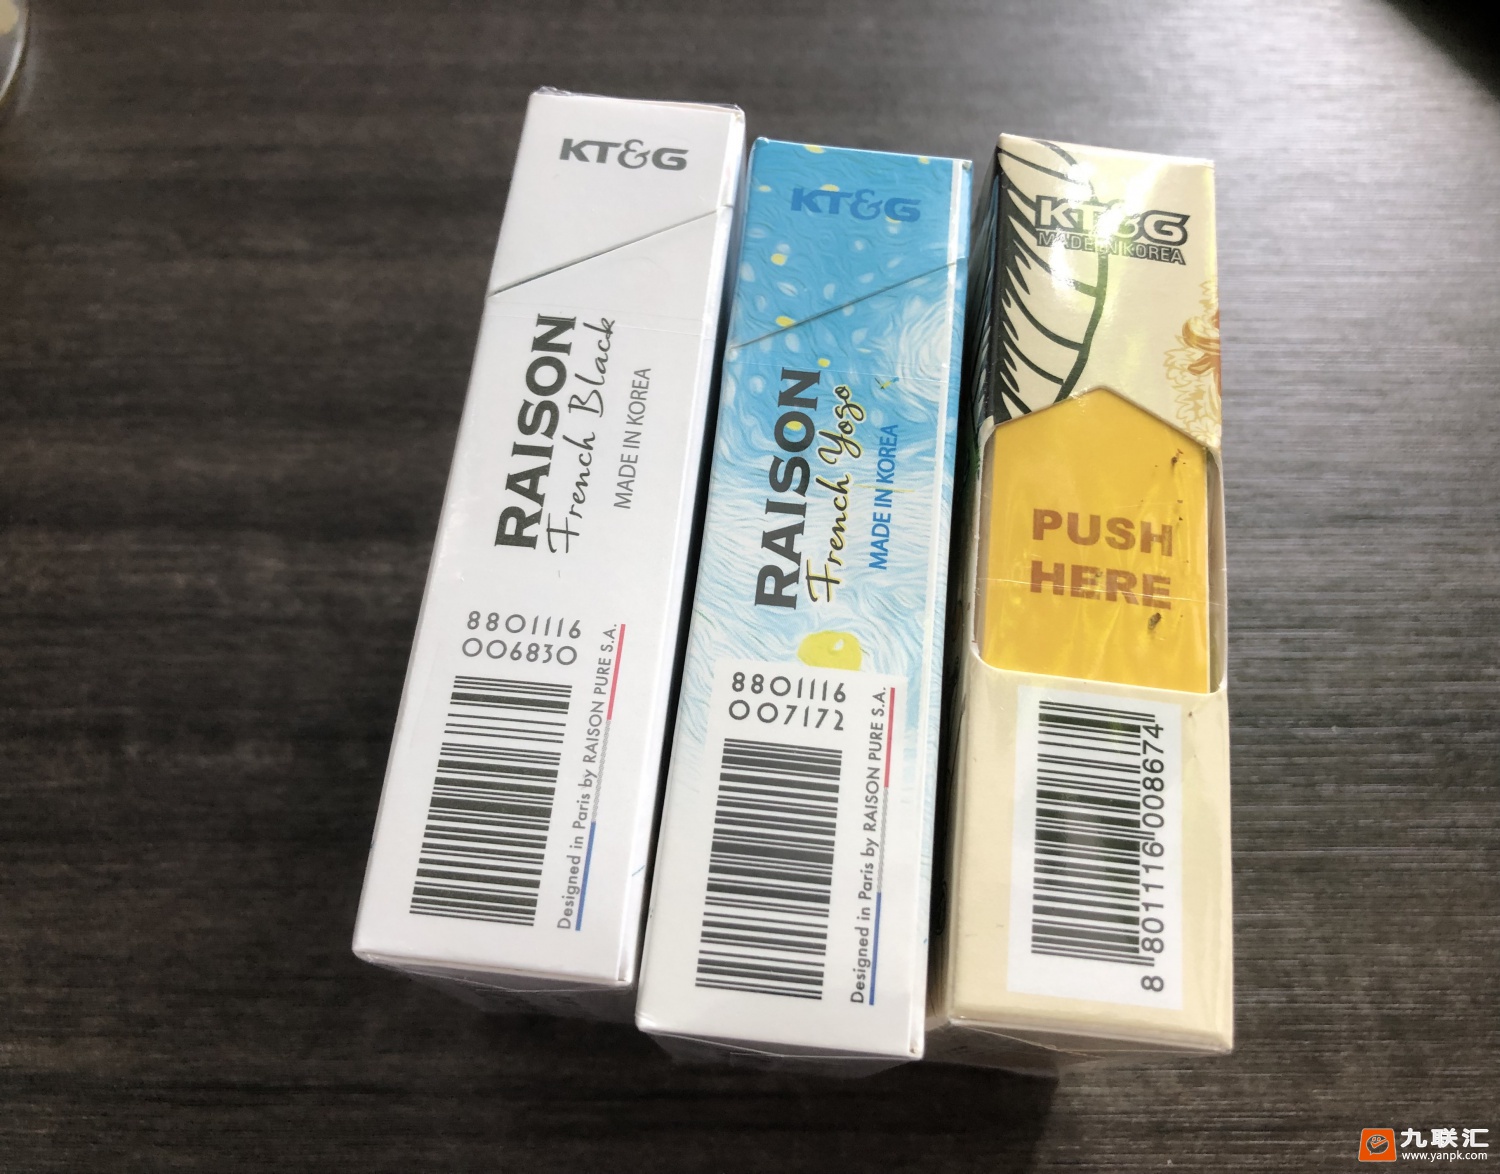 KT&G
RAISON
French Black
MADE IN KOREA
8801116
006830
Designed in Paris by RAISON PURE S.A.
KT&G
RAISON
French Yozo
MADE IN KOREA
8801116
007172
Designed in Paris by RAISON PURE S.A.
KT&G
MADE IN KOREA
PUSH
HERE
8 801116 008674
九联汇
www.yanpk.com